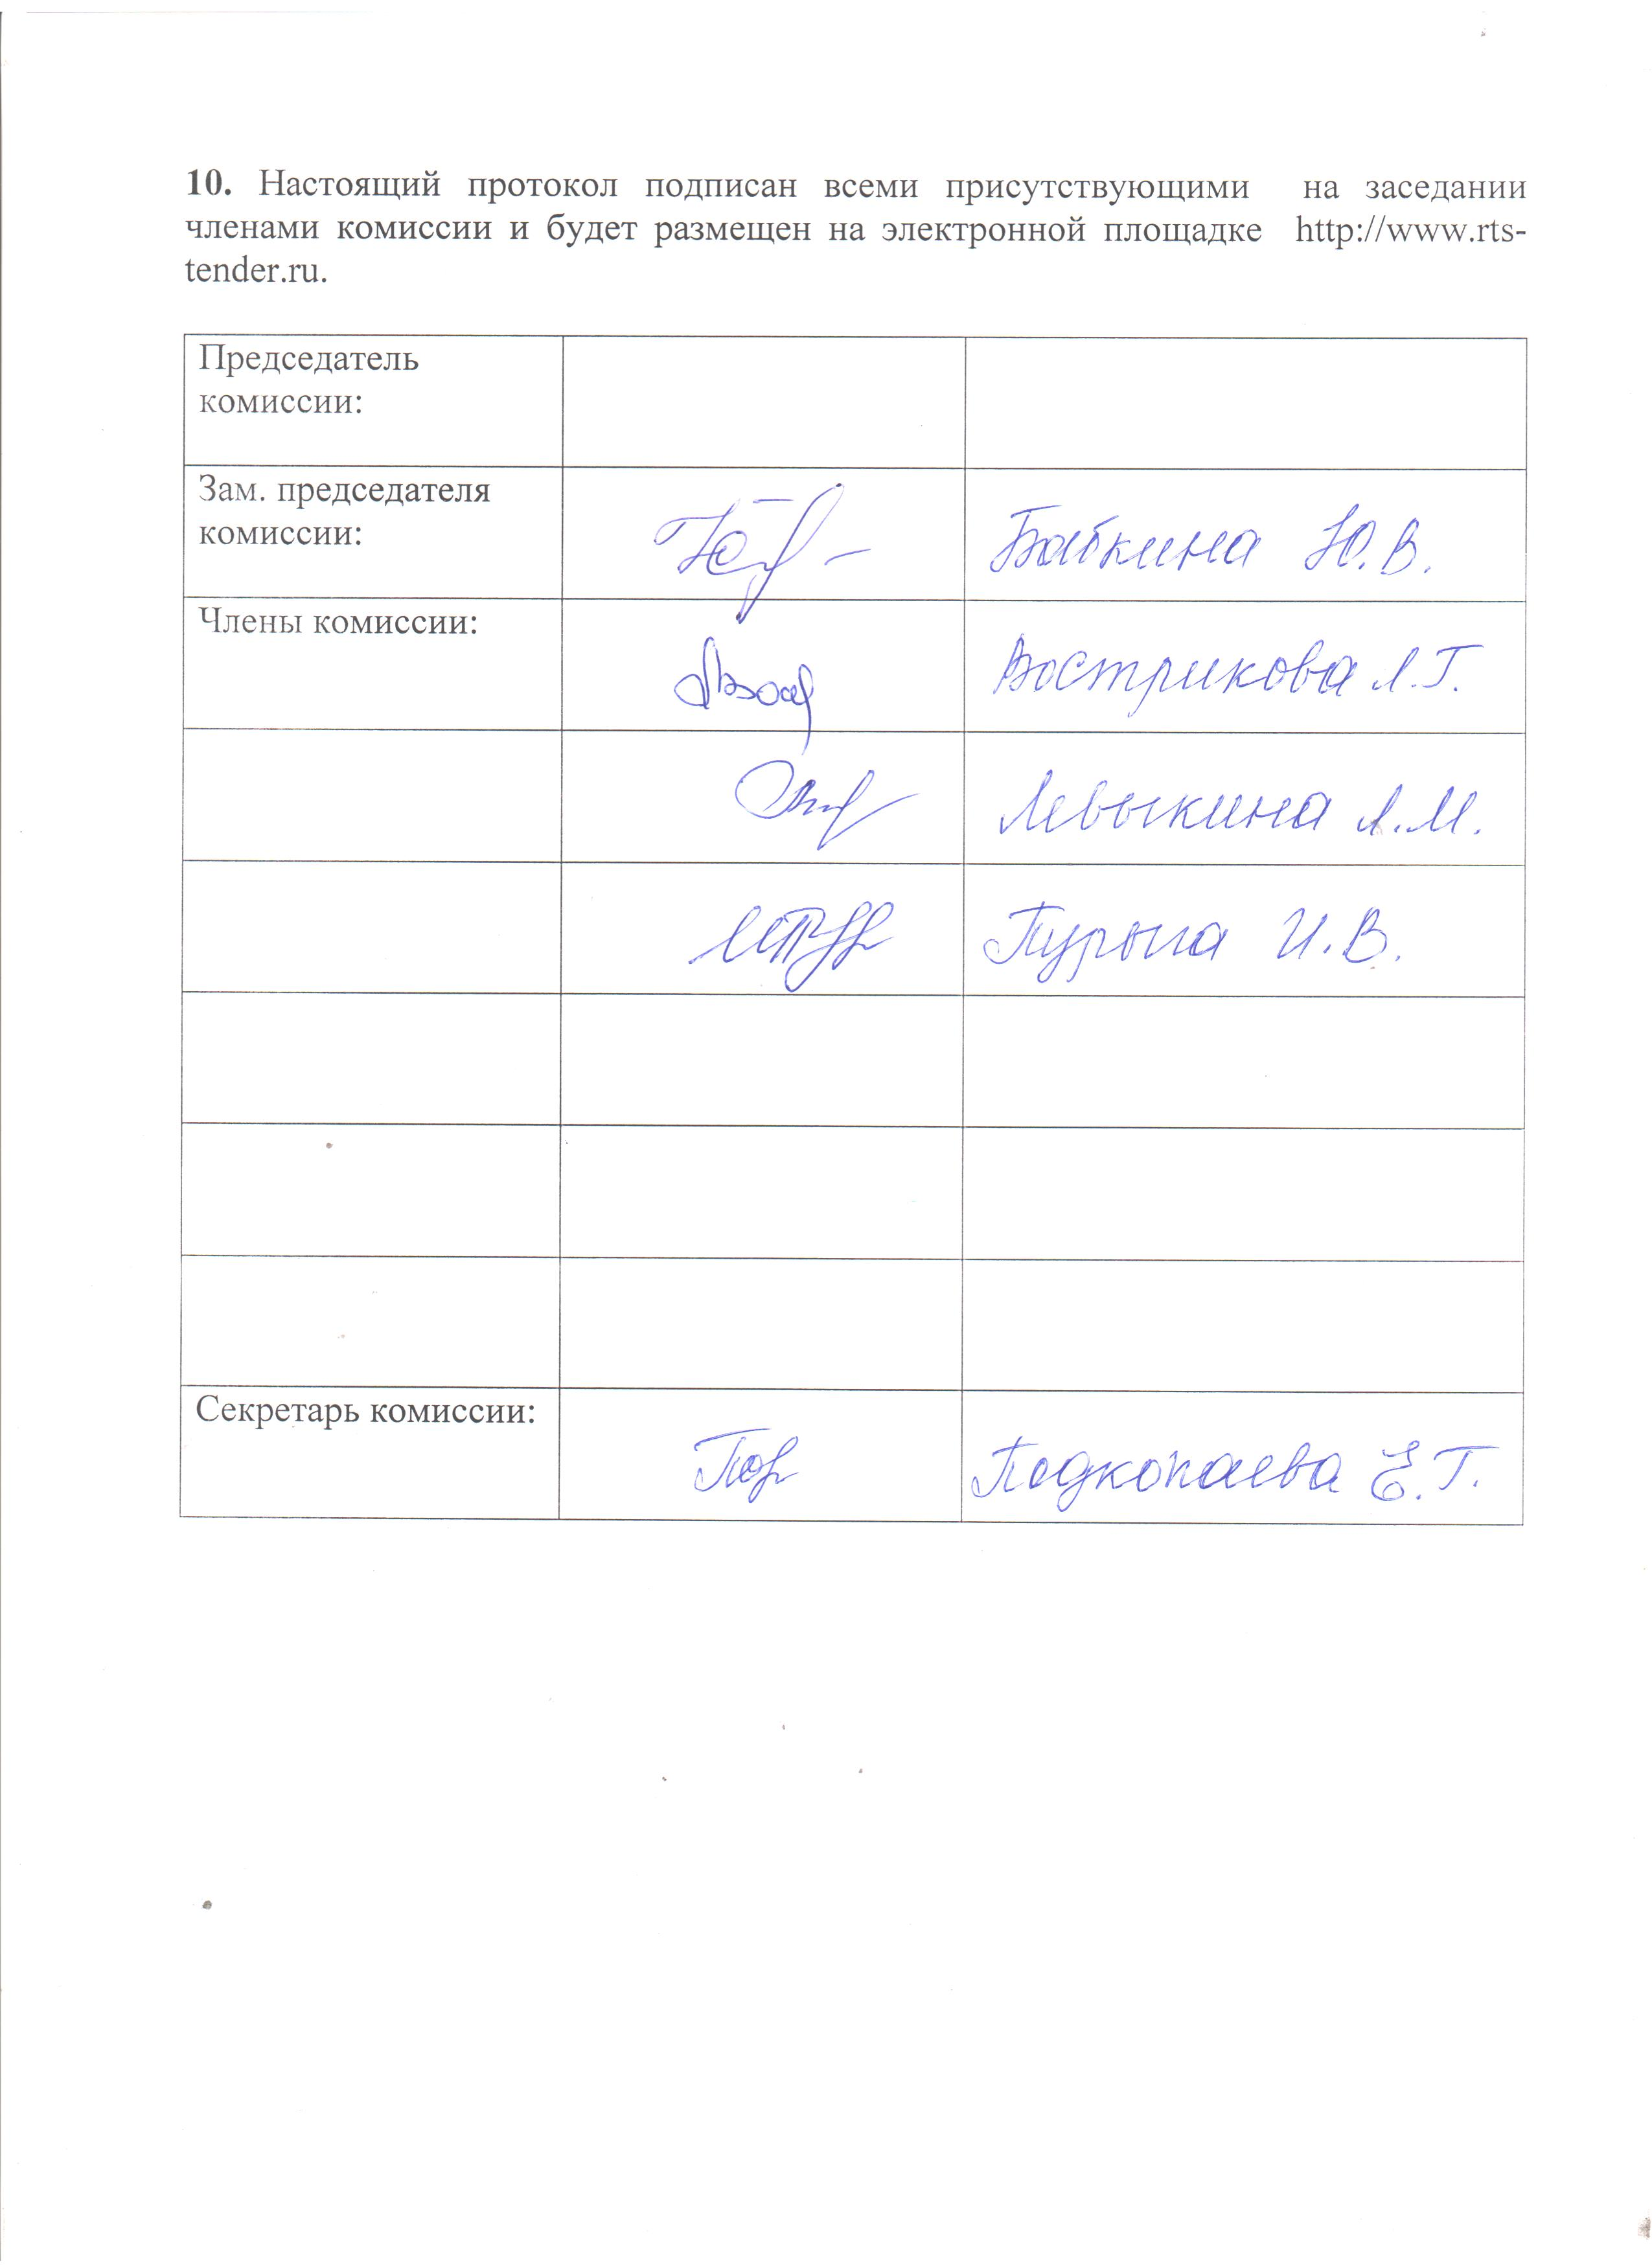 10. Настоящий протокол подписан всеми присутствующими на заседании
членами комиссии и будет размещен на электронной площадке http://www.rts-
tender.ru.
Председатель
комиссии:
Зам. председателя
комиссии:
Бабкина Ю.В.
Члены комиссии:
Вострикова Л.Г.
Левыкина Л.М.
Пурыга И.В.
Секретарь комиссии:
Подкопаева Е.Г.